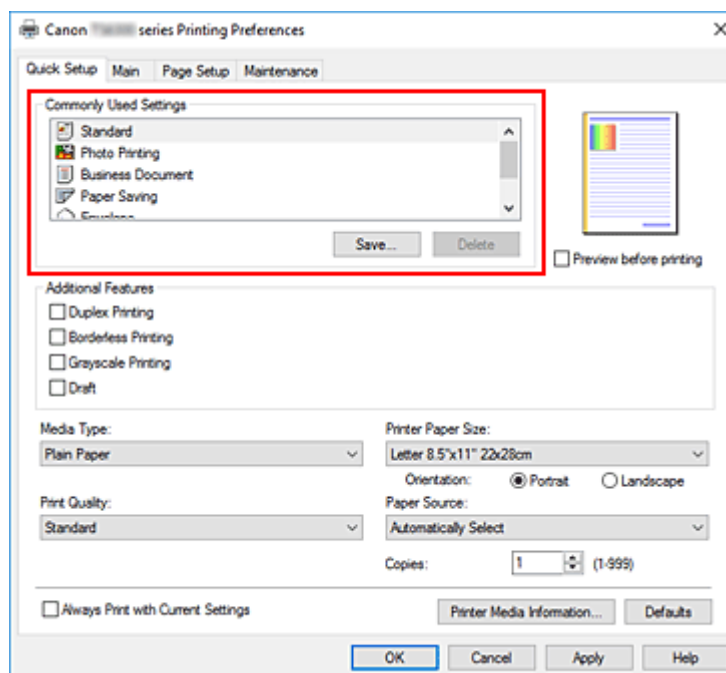 Canon series Printing Preferences
Quick Setup Main Page Setup Maintenance
Commonly Used Settings
Standard
Photo Printing
Business Document
Paper Saving
Envelope
Save... Delete
Preview before printing
Additional Features
Duplex Printing
Borderless Printing
Grayscale Printing
Draft
Media Type: Printer Paper Size:
Plain Paper Letter 8.5"x11" 22x28cm
Orientation: Portrait Landscape
Print Quality: Paper Source:
Standard Automatically Select
Copies: 1 (1-999)
Always Print with Current Settings Printer Media Information... Defaults
OK Cancel Apply Help